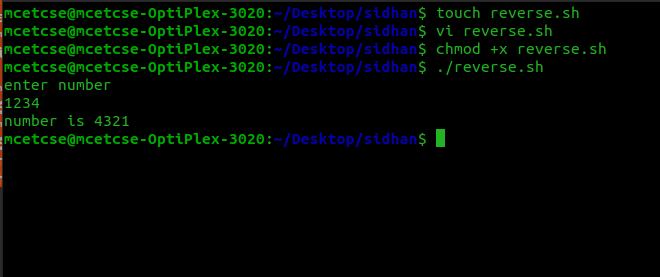 mcetcse@mcetcse-OptiPlex-3020:~/Desktop/sidhan$ touch reverse.sh
mcetcse@mcetcse-OptiPlex-3020:~/Desktop/sidhan$ vi reverse.sh
mcetcse@mcetcse-OptiPlex-3020:~/Desktop/sidhan$ chmod +x reverse.sh
mcetcse@mcetcse-OptiPlex-3020:~/Desktop/sidhan$ ./reverse.sh
enter number
1234
number is 4321
mcetcse@mcetcse-OptiPlex-3020:~/Desktop/sidhan$